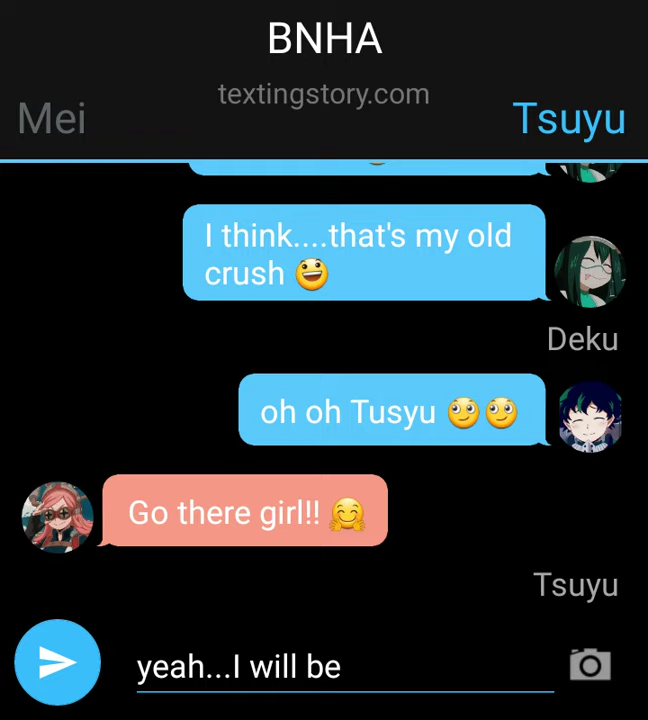 BNHA
textingstory.com
Mei
Tsuyu
I think....that's my old
crush 😃
Deku
oh oh Tusyu 🙄🙄
Go there girl!! 🤗
Tsuyu
yeah...I will be